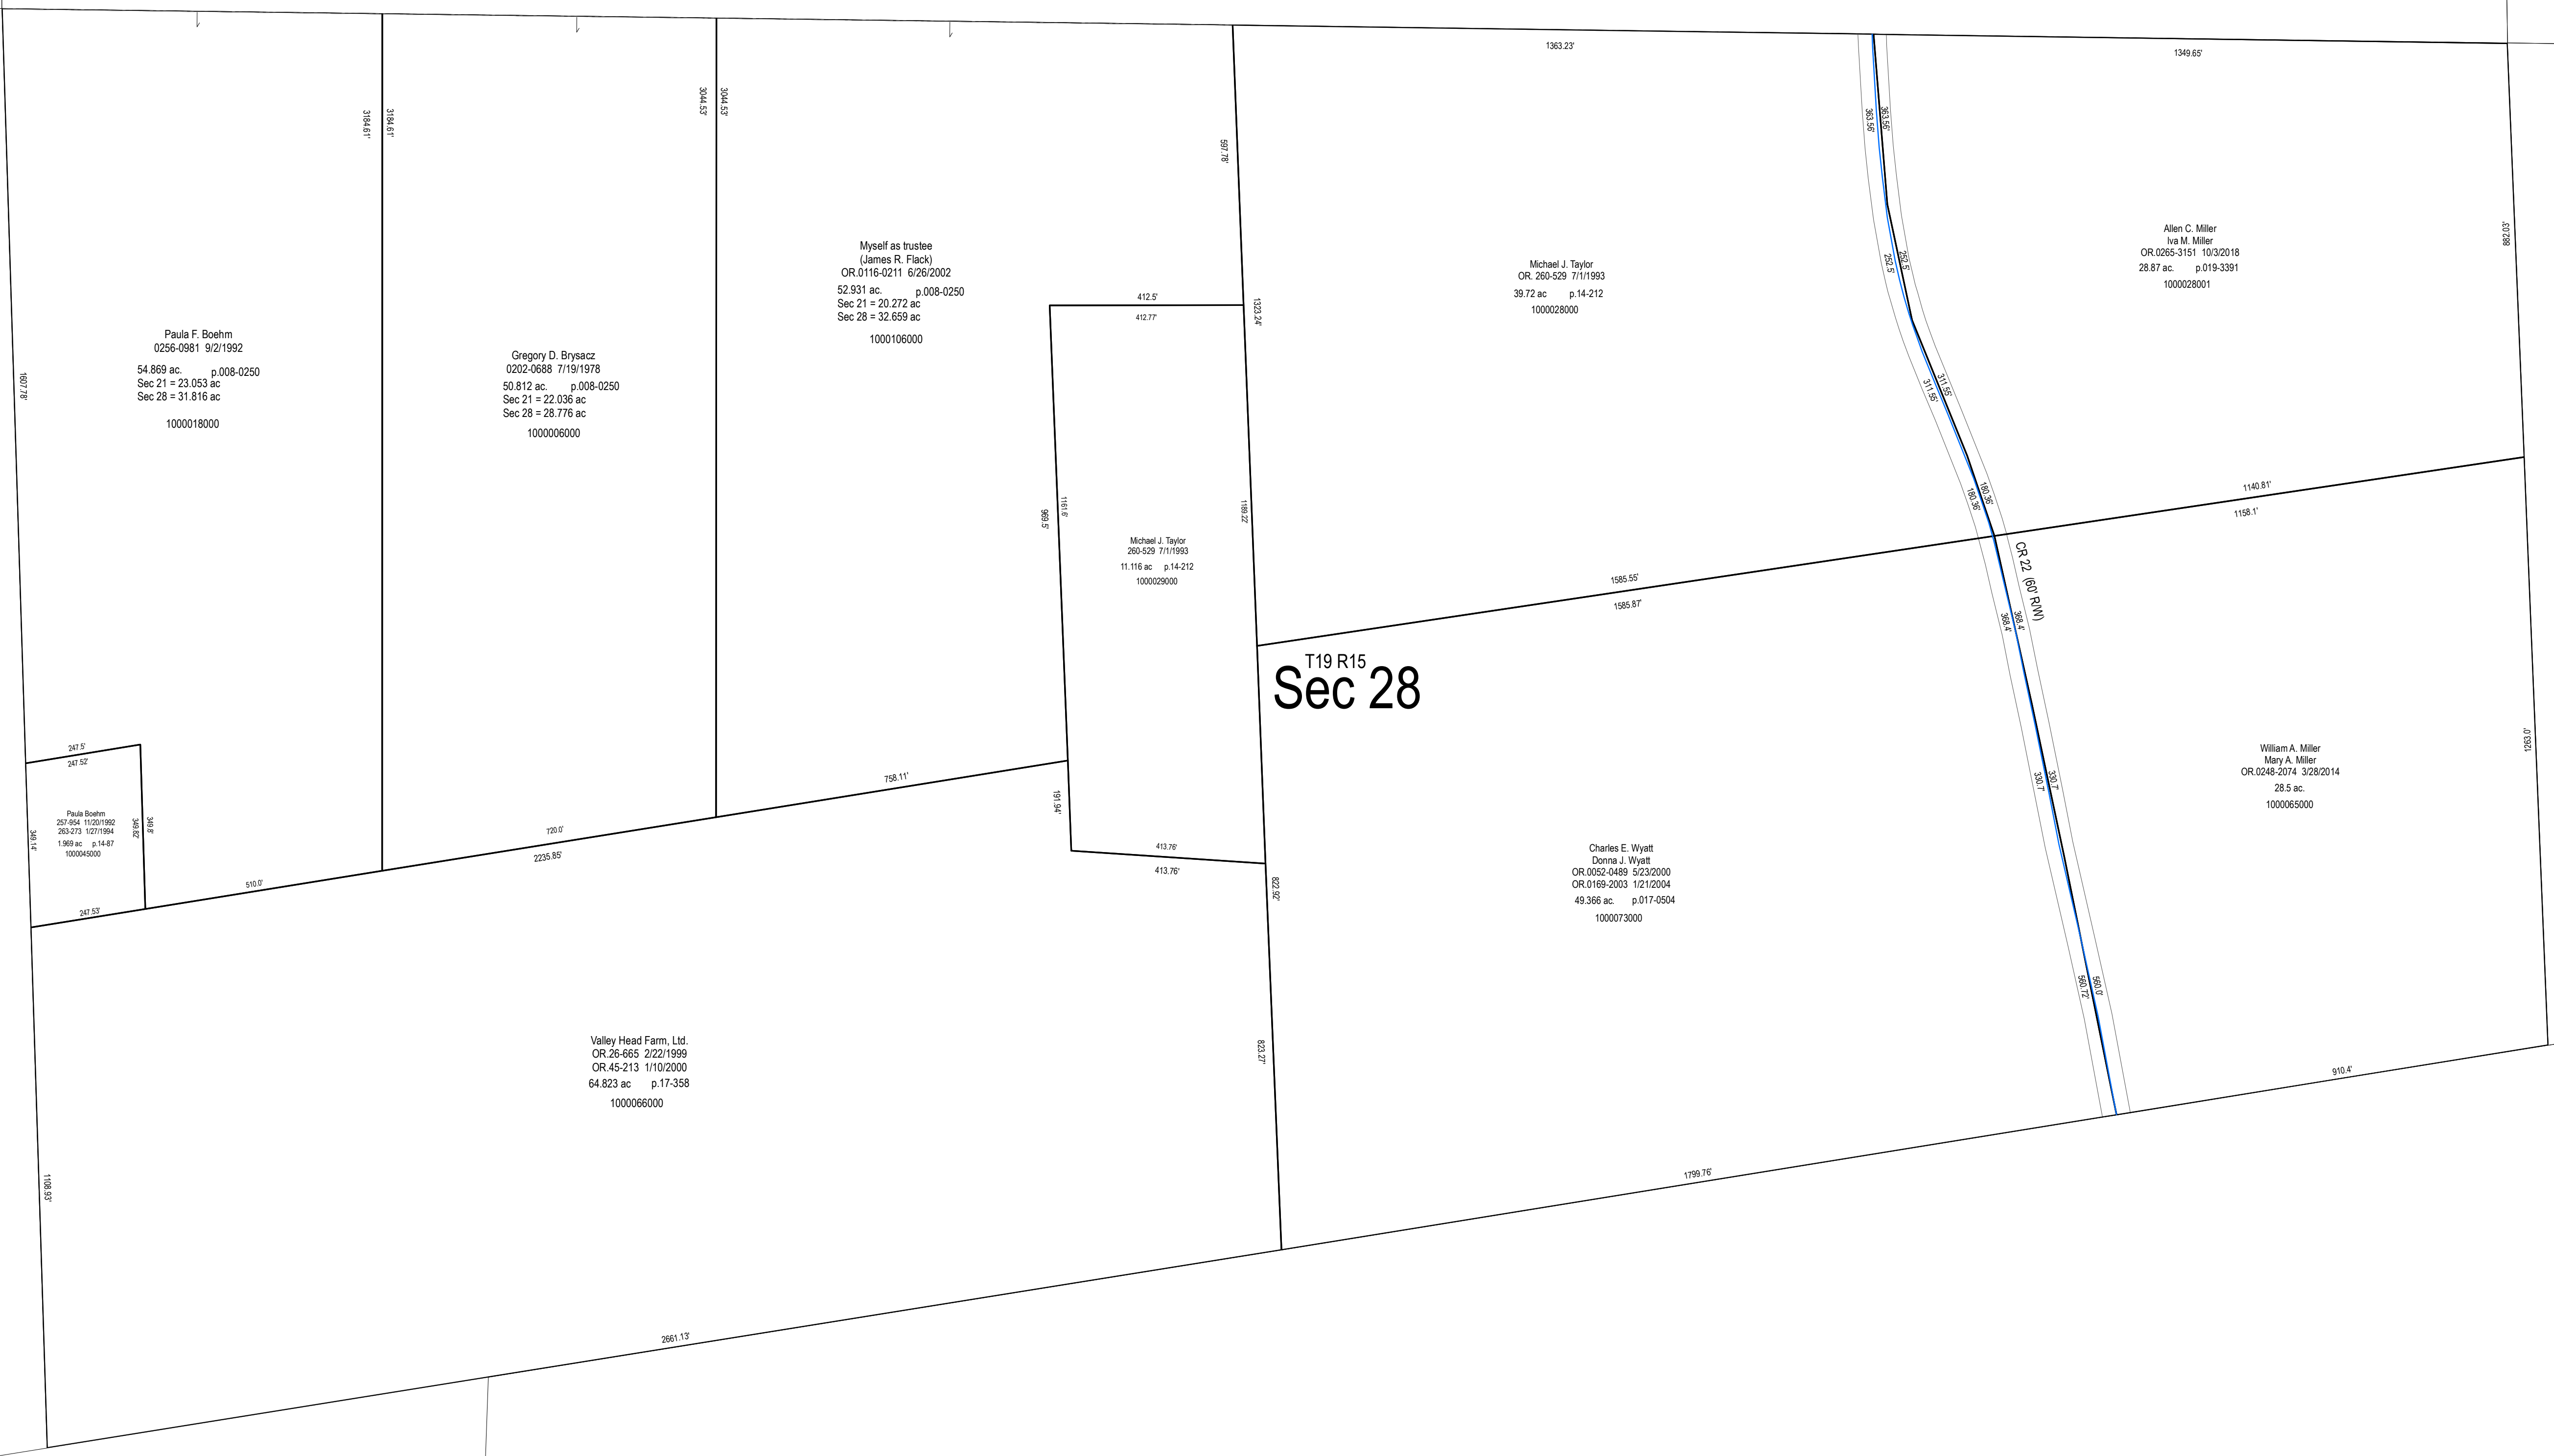 1363.23'
1349.65'
3184.61'
3184.61'
3044.53'
3044.53'
597.78'
363.56'
363.56'
882.03'
252.5'
252.5'
Allen C. Miller
Iva M. Miller
OR.0265-3151 10/3/2018
28.87 ac. p.019-3391
1000028001
Myself as trustee
(James R. Flack)
OR.0116-0211 6/26/2002
52.931 ac. p.008-0250
Sec 21 = 20.272 ac
Sec 28 = 32.659 ac
1000106000
Michael J. Taylor
OR. 260-529 7/1/1993
39.72 ac p.14-212
1000028000
412.5'
412.77'
1323.24'
Paula F. Boehm
0256-0981 9/2/1992
54.869 ac. p.008-0250
Sec 21 = 23.053 ac
Sec 28 = 31.816 ac
1000018000
Gregory D. Brysacz
0202-0688 7/19/1978
50.812 ac. p.008-0250
Sec 21 = 22.036 ac
Sec 28 = 28.776 ac
1000006000
1607.78'
311.55'
311.55'
180.36'
180.36'
1140.81'
1158.1'
969.5'
1161.6'
1189.22'
Michael J. Taylor
260-529 7/1/1993
11.116 ac p.14-212
1000029000
1585.55'
1585.87'
CR 22 (60' R/W)
368.4'
368.4'
T19 R15
Sec 28
247.5'
247.52'
758.11'
191.94'
330.7'
330.7'
1263.0'
William A. Miller
Mary A. Miller
OR.0248-2074 3/28/2014
28.5 ac.
1000065000
Paula Boehm
257-954 11/20/1992
263-273 1/27/1994
1.969 ac p.14-87
1000045000
349.14'
349.82'
349.8'
720.0'
2235.85'
413.76'
413.76'
822.92'
510.0'
247.53'
Charles E. Wyatt
Donna J. Wyatt
OR.0052-0489 5/23/2000
OR.0169-2003 1/21/2004
49.366 ac. p.017-0504
1000073000
560.72'
560.0'
Valley Head Farm, Ltd.
OR.26-665 2/22/1999
OR.45-213 1/10/2000
64.823 ac p.17-358
1000066000
823.27'
910.4'
1108.93'
1799.76'
2661.13'